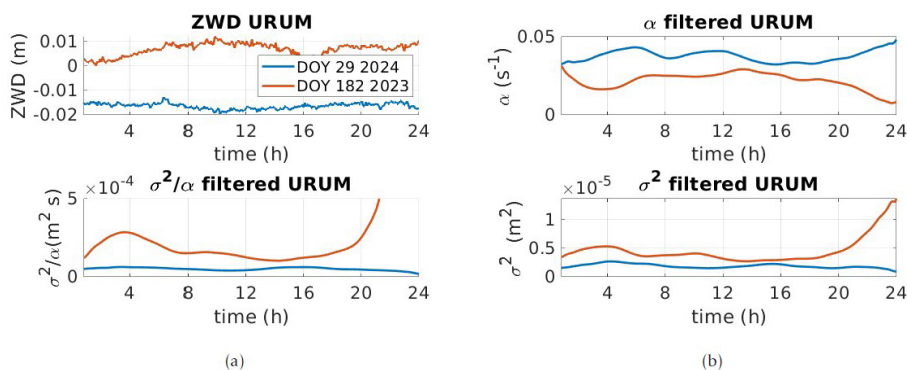 ZWD URUM
ZWD (m)
0.01
0
-0.01
-0.02
DOY 29 2024
DOY 182 2023
4 8 12 16 20 24
time (h)
α filtered URUM
α (s⁻¹)
0.05
0
4 8 12 16 20 24
time (h)
×10⁻⁴
σ²/α filtered URUM
σ²/α(m² s)
5
0
4 8 12 16 20 24
time (h)
(a)
×10⁻⁵
σ² filtered URUM
σ² (m²)
1
0.5
0
4 8 12 16 20 24
time (h)
(b)